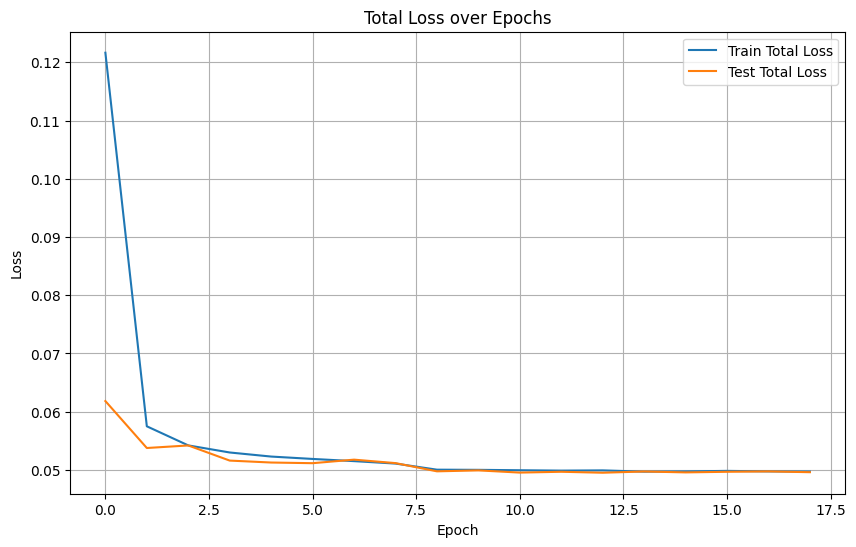 Total Loss over Epochs
Train Total Loss
Test Total Loss
0.12
0.11
0.10
0.09
0.08
0.07
0.06
0.05
Loss
0.0 2.5 5.0 7.5 10.0 12.5 15.0 17.5
Epoch